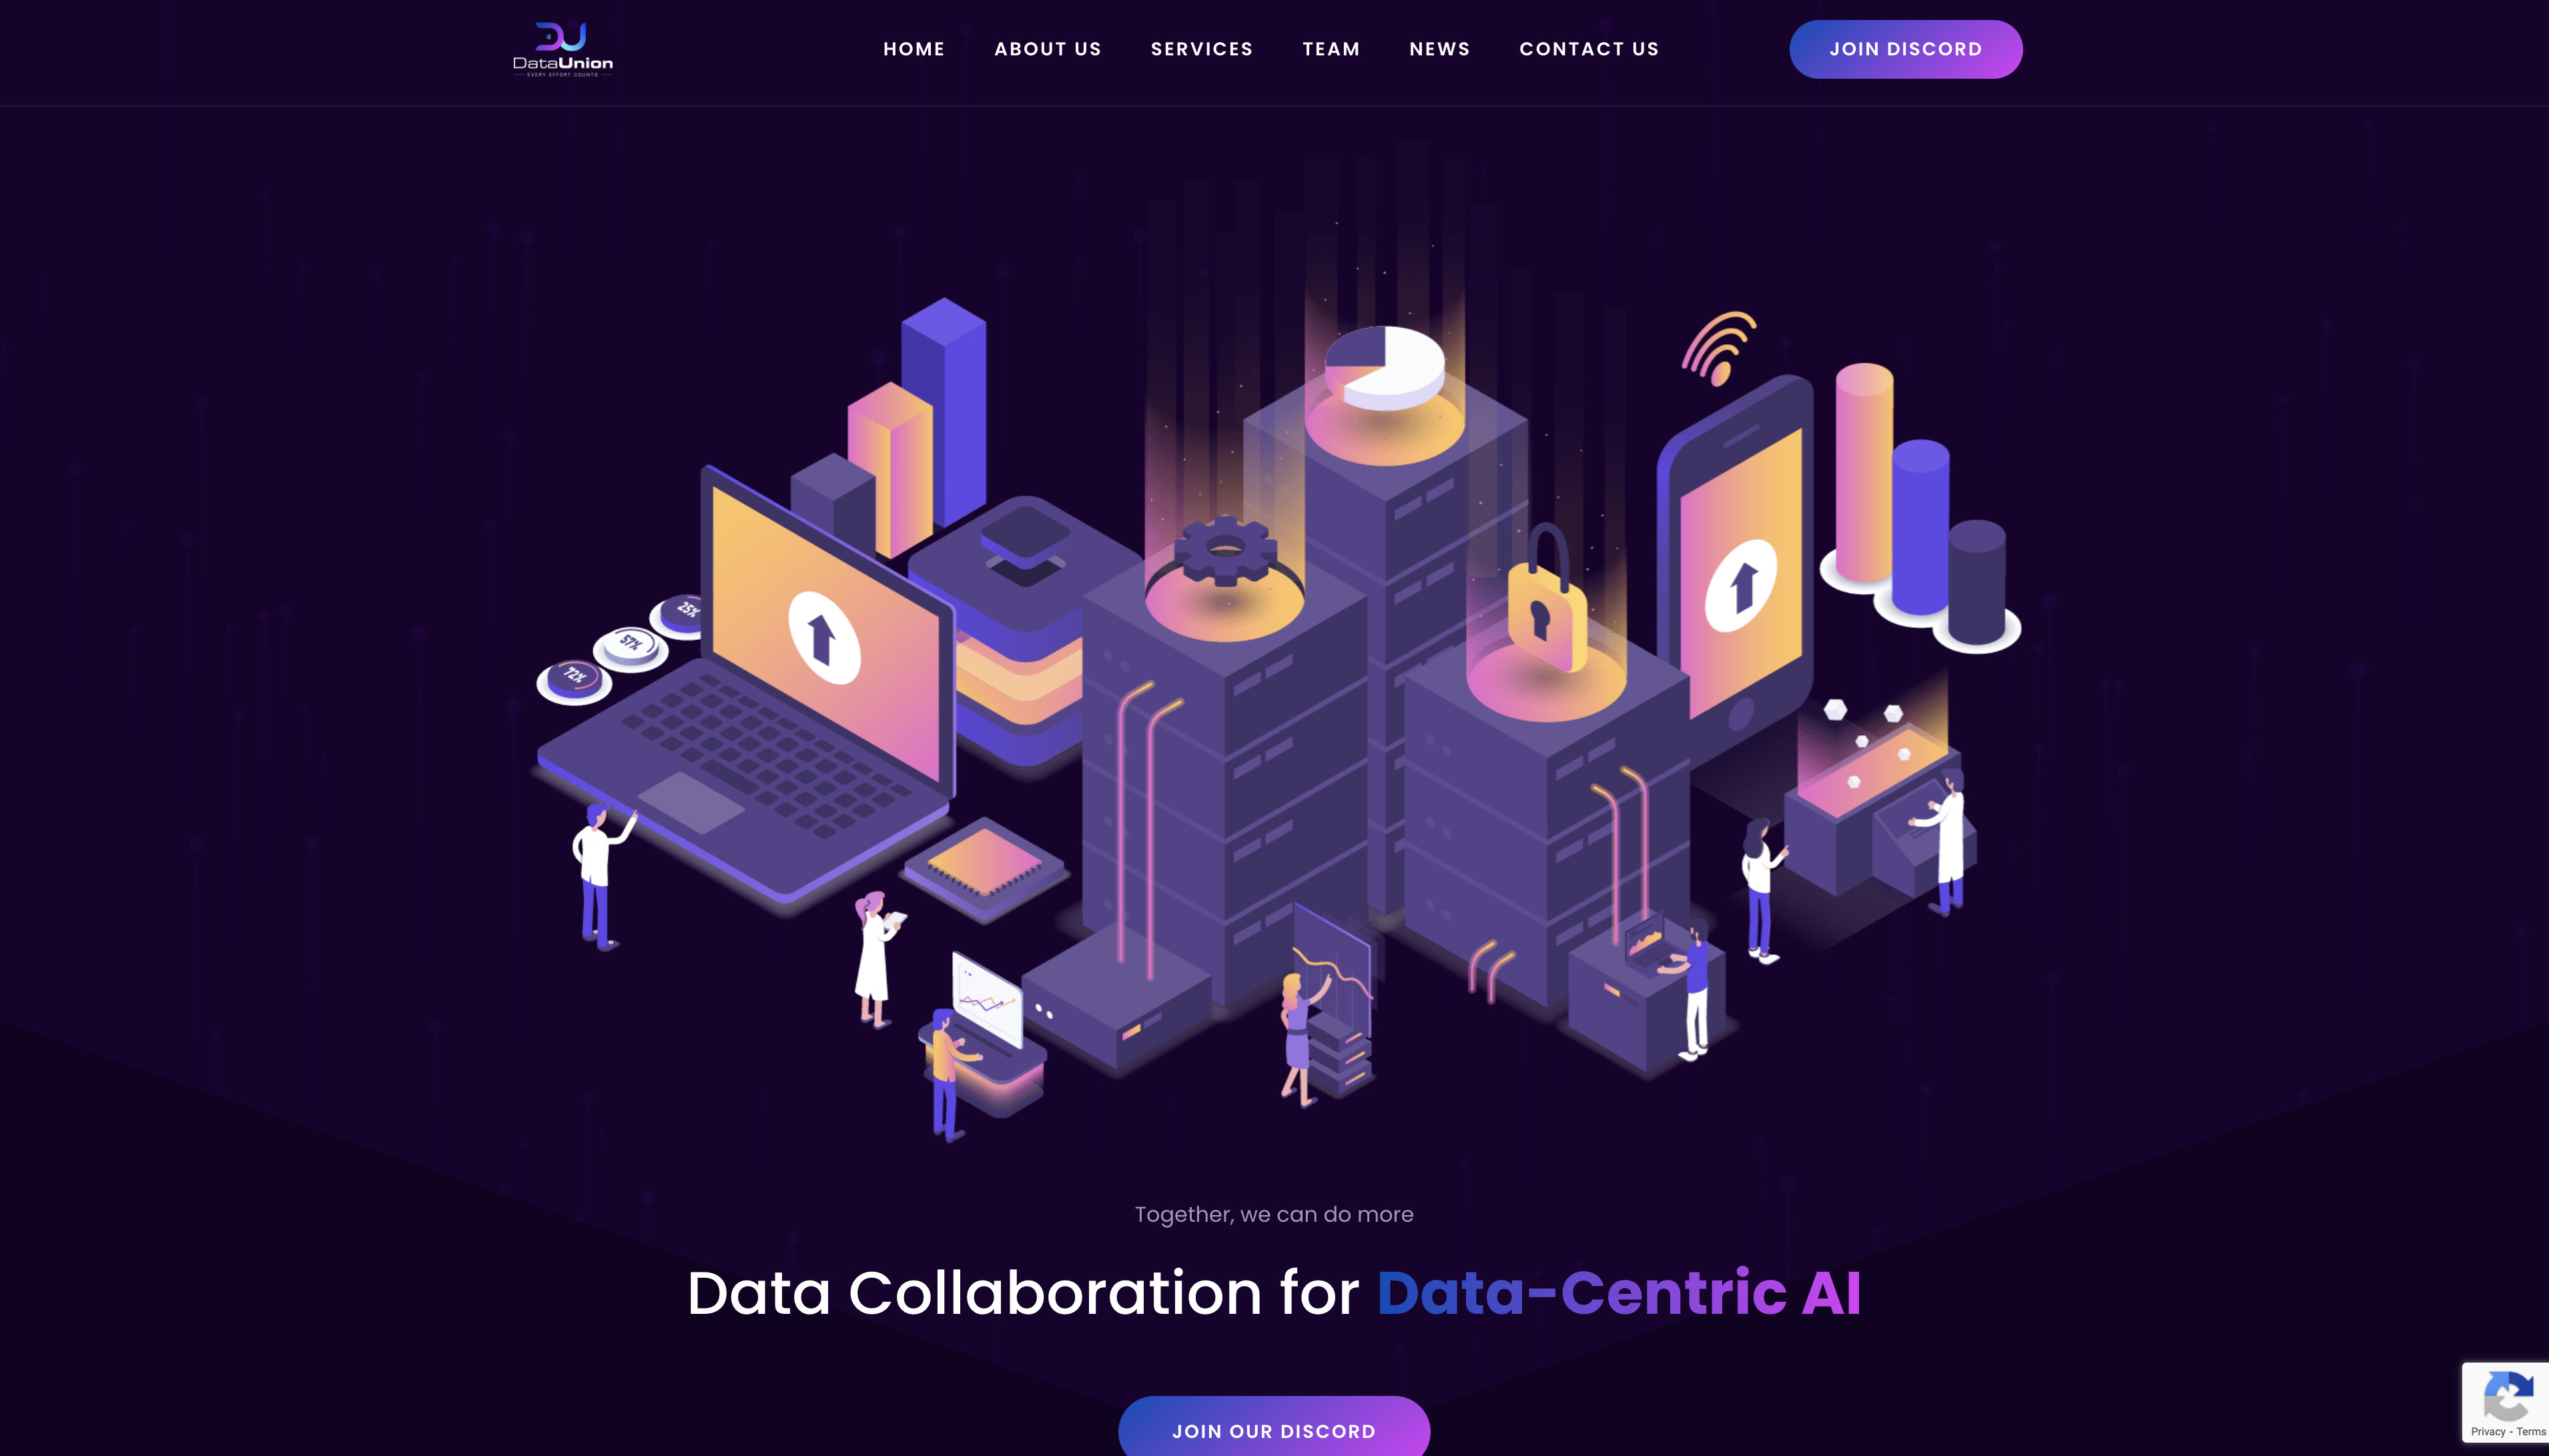 DataUnion
EVERY EFFORT COUNTS
HOME
ABOUT US
SERVICES
TEAM
NEWS
CONTACT US
JOIN DISCORD
25%
57%
72%
Together, we can do more
Data Collaboration for Data-Centric AI
JOIN OUR DISCORD
Privacy - Terms